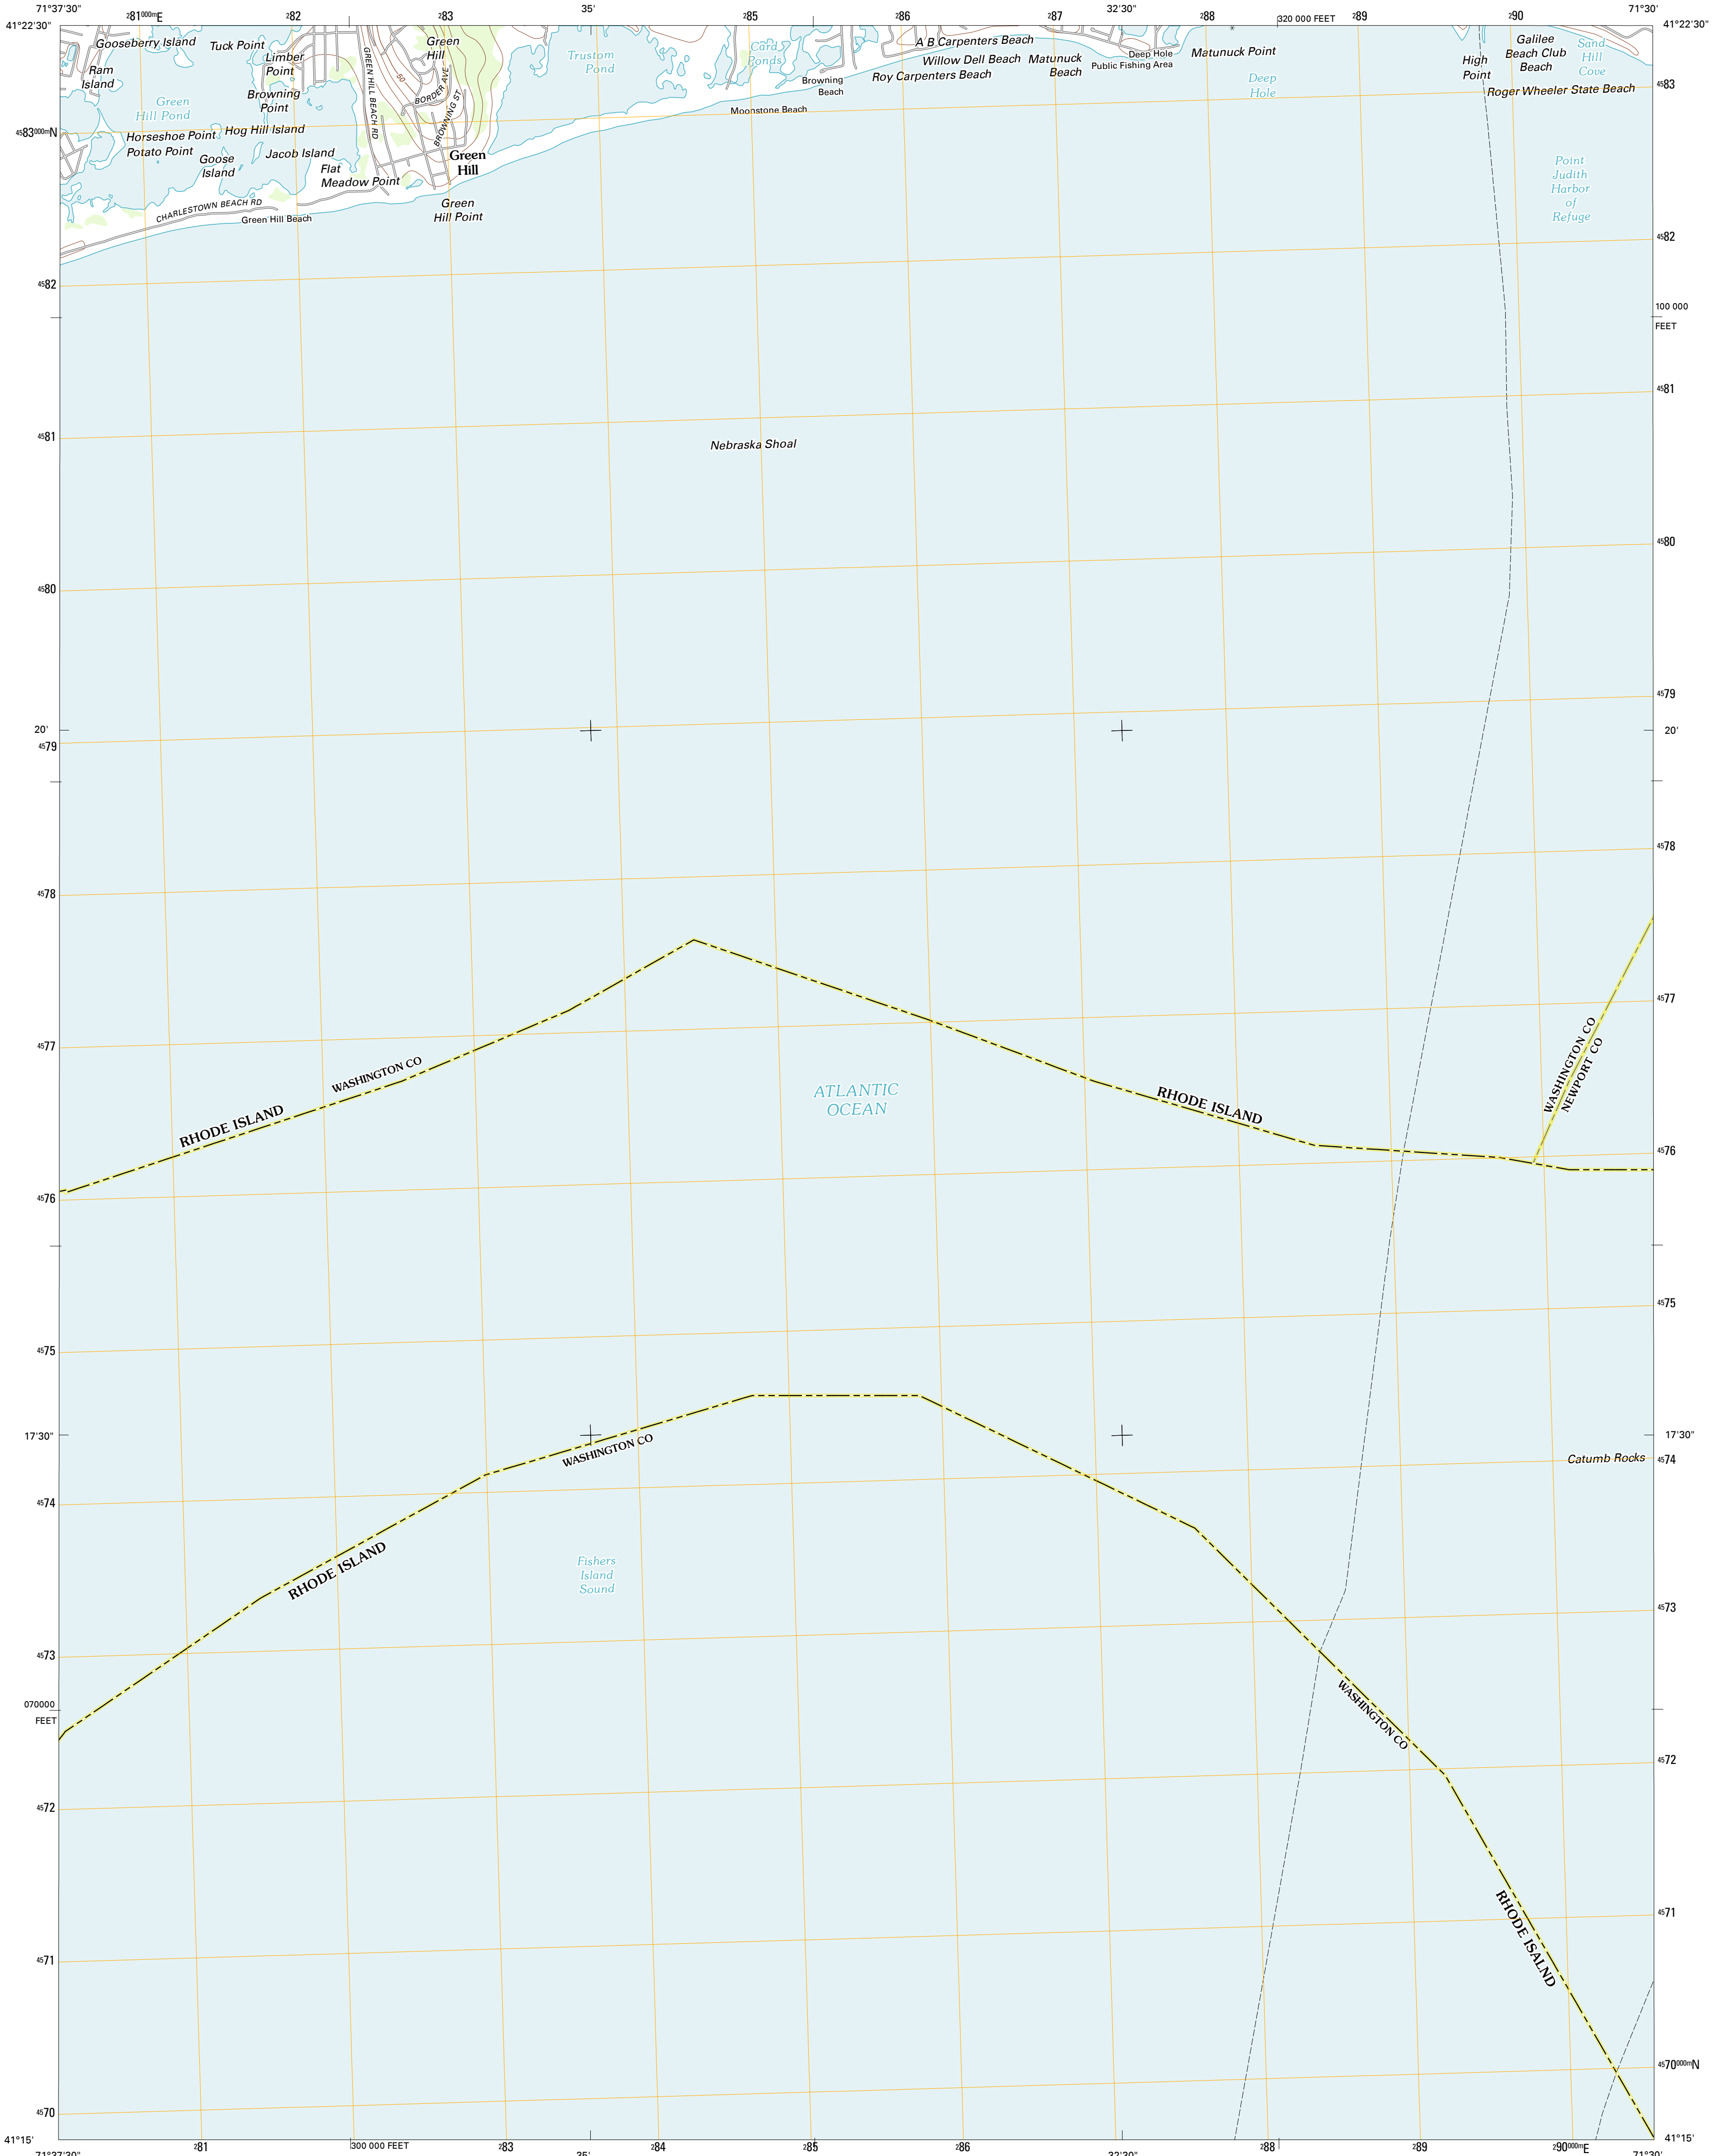 71°37'30"
281000mE
282
283
35'
285
286
287
32'30"
288
320 000 FEET
289
290
71°30'
41°22'30"
41°22'30"
Gooseberry Island
Tuck Point
Limber
Point
Green
Hill
Trustom
Pond
Card
Ponds
A B Carpenters Beach
Willow Dell Beach
Matunuck
Beach
Roy Carpenters Beach
Deep Hole
Public Fishing Area
Matunuck Point
Deep
Hole
High
Point
Galilee
Beach Club
Beach
Sand
Hill
Cove
Roger Wheeler State Beach
Ram
Island
Green
Hill Pond
Browning
Point
GREEN HILL BEACH RD
60
BORDER AVE
BROWNING ST
Browning
Beach
Moonstone Beach
4583
4583000mN
Horseshoe Point
Hog Hill Island
Potato Point
Goose
Island
Jacob Island
Flat
Meadow Point
Green
Hill
Green
Hill Point
CHARLESTOWN BEACH RD
Green Hill Beach
Point
Judith
Harbor
of
Refuge
4582
4582
100 000
FEET
4581
4581
Nebraska Shoal
4580
4580
4579
20'
20'
4579
4578
4578
4577
4577
WASHINGTON CO
NEWPORT CO
WASHINGTON CO
RHODE ISLAND
ATLANTIC
OCEAN
RHODE ISLAND
4576
4576
4575
4575
17'30"
17'30"
WASHINGTON CO
Catumb Rocks
4574
4574
RHODE ISLAND
Fishers
Island
Sound
4573
4573
070000
FEET
WASHINGTON CO
4572
4572
RHODE ISALND
4571
4571
4570000mN
4570
41°15'
41°15'
71°37'30"
281
300 000 FEET
283
35'
284
285
286
32'30"
288
289
290000mE
71°30'